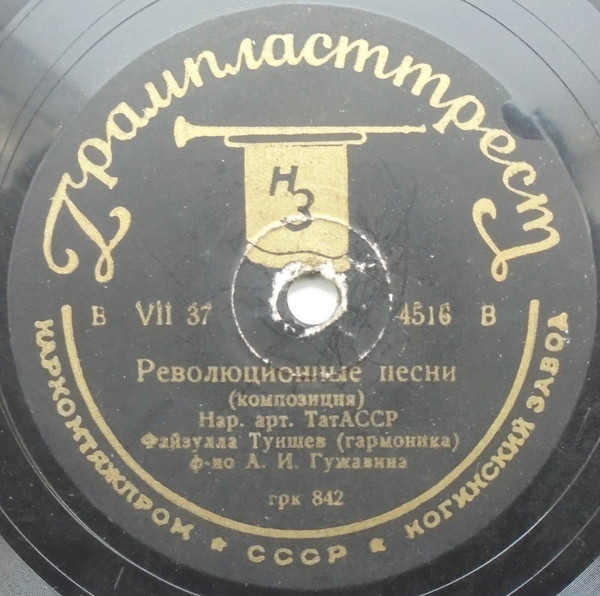 Грампласттрест
НЗ
В VII 37 4516 В
Революционные песни
(композиция)
Нар. арт. ТатАССР
Файзулла Туишев (гармоника)
ф-но А. И. Гужавина
грк 842
НАРКОМТЯЖПРОМ ★ СССР ★ НОГИНСКИЙ ЗАВОД